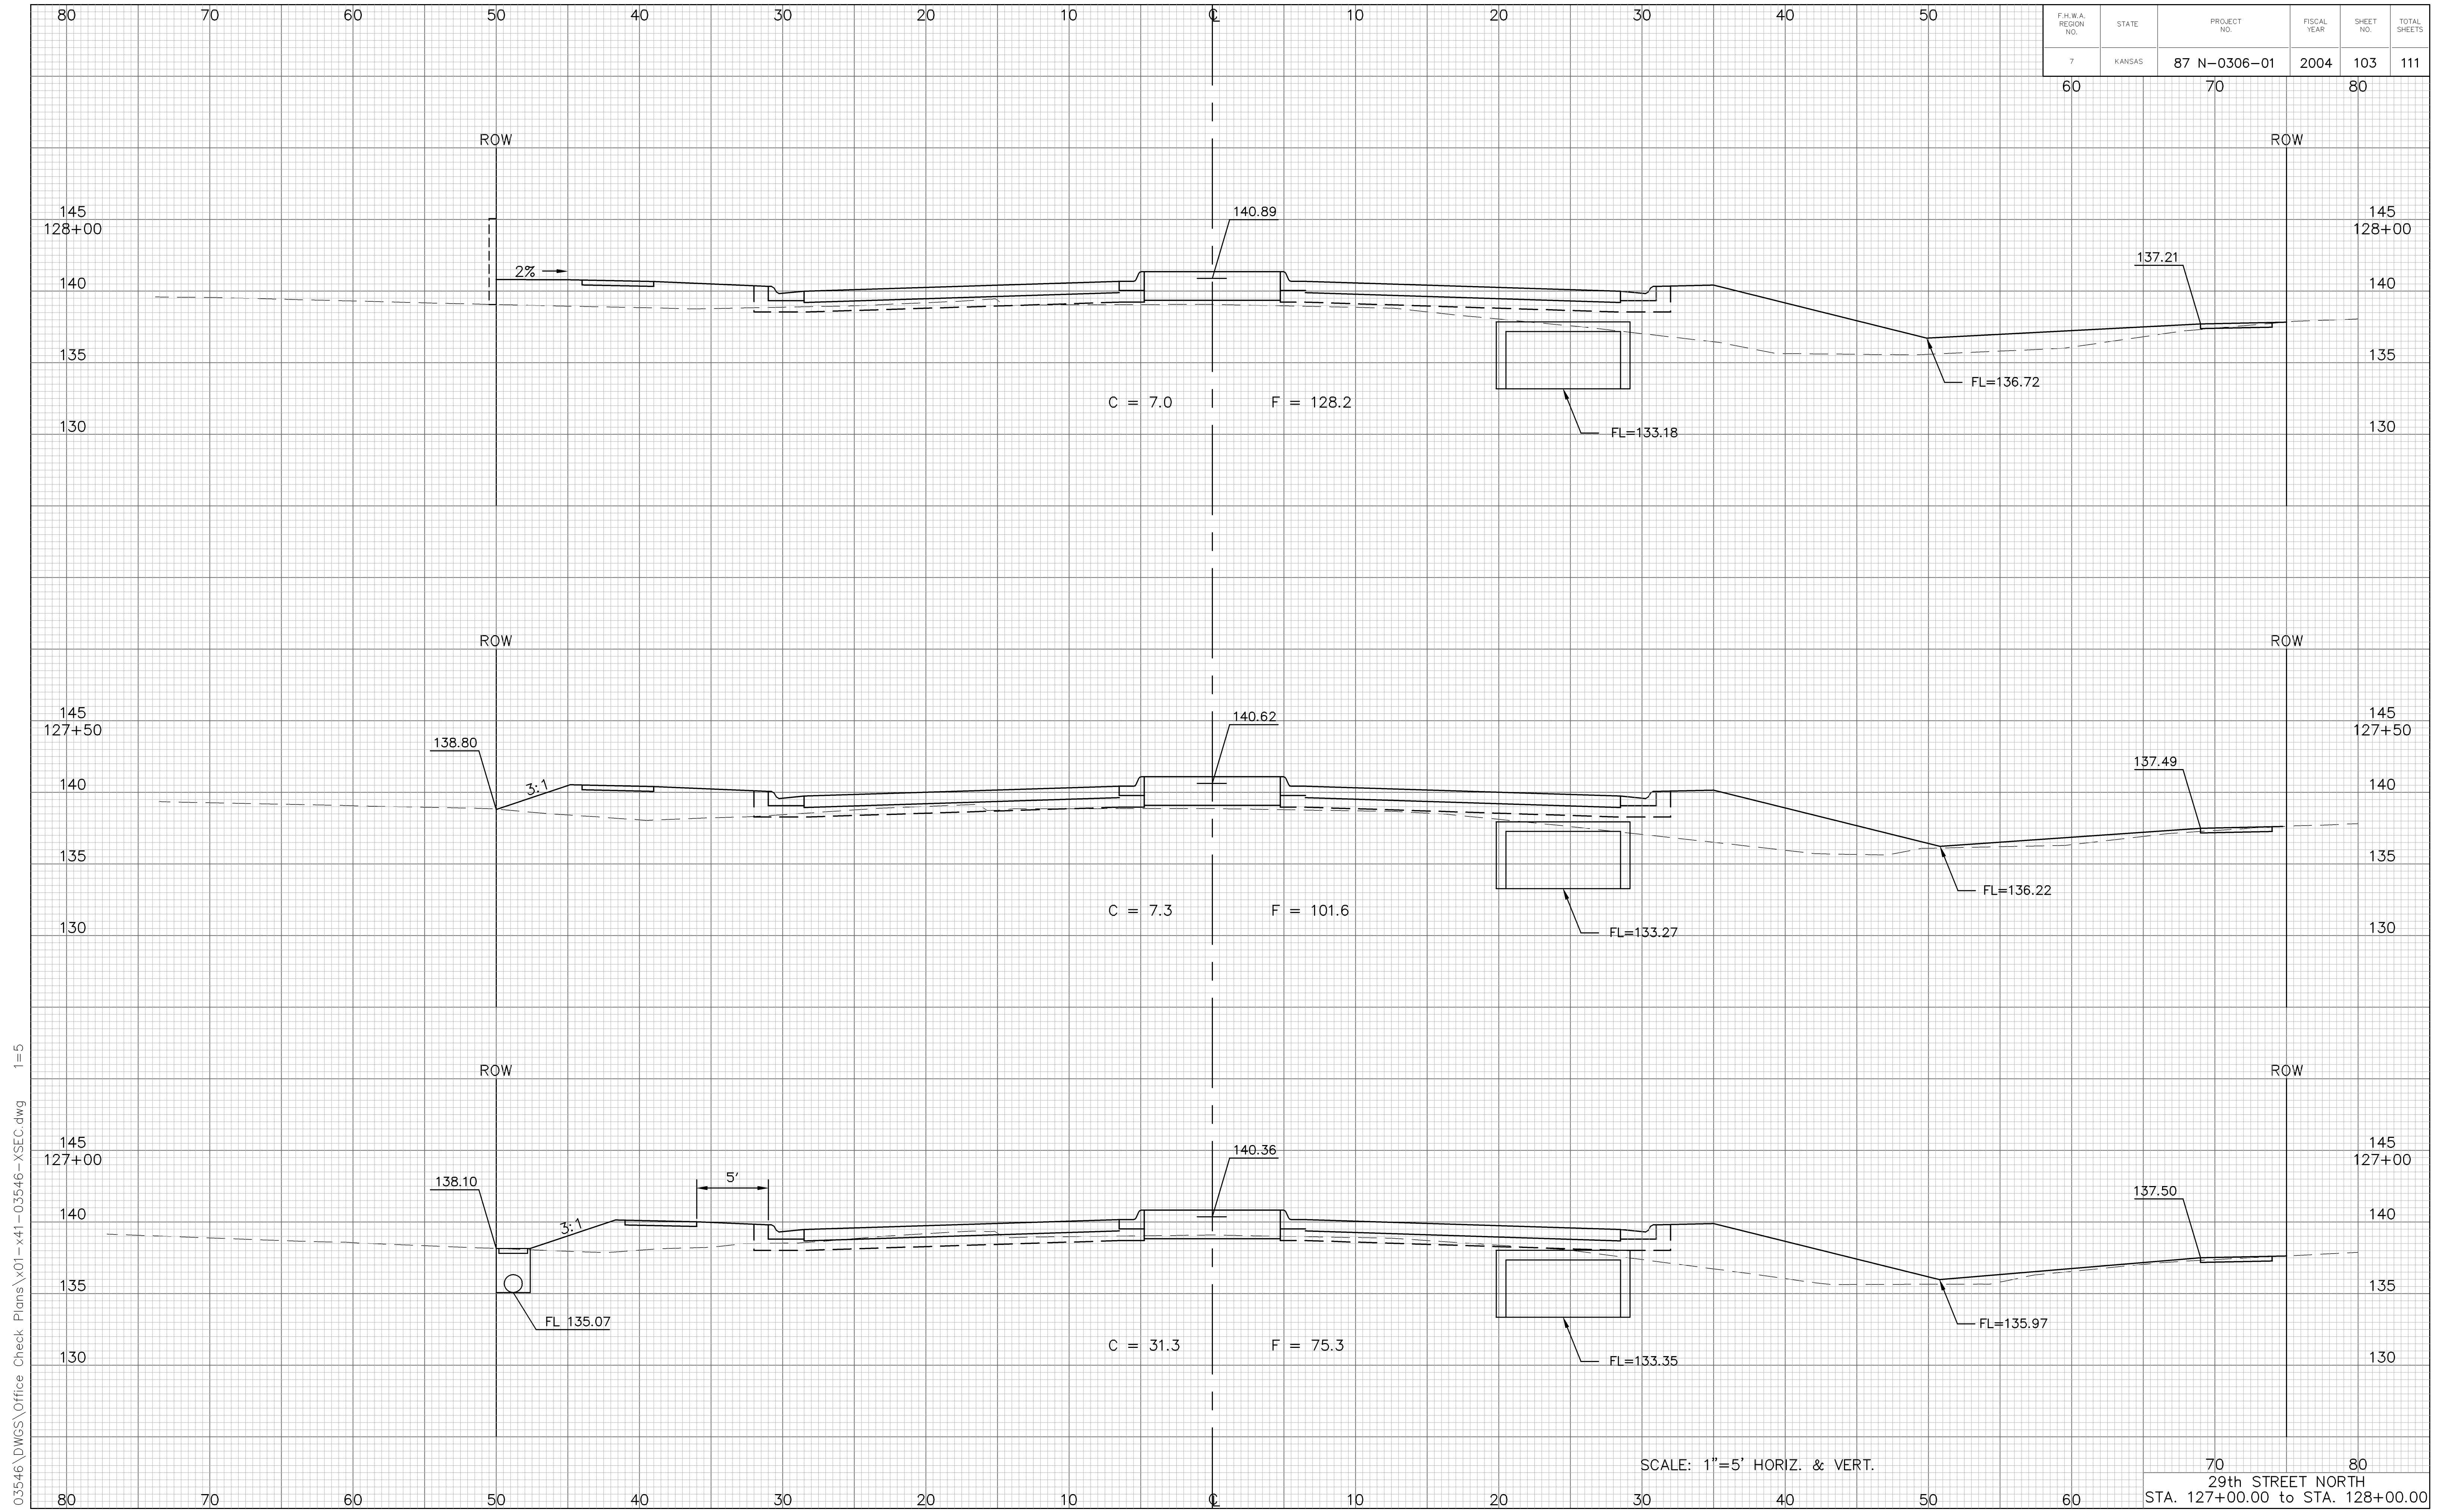 80 70 60 50 40 30 20 10 ℄ 10 20 30 40 50
F.H.W.A. REGION NO. STATE PROJECT NO. FISCAL YEAR SHEET NO. TOTAL SHEETS
7 KANSAS 87 N-0306-01 2004 103 111
60 70 80
ROW ROW
145 140.89 145
128+00 128+00
137.21
2%
140 140
135 135
FL=136.72
C = 7.0 F = 128.2
130 FL=133.18 130
ROW ROW
145 140.62 145
127+50 127+50
138.80 137.49
140 3:1 140
135 135
FL=136.22
C = 7.3 F = 101.6
130 FL=133.27 130
ROW ROW
145 140.36 145
127+00 127+00
138.10 5' 137.50
140 3:1 140
135 135
FL 135.07 FL=135.97
C = 31.3 F = 75.3
130 FL=133.35 130
SCALE: 1"=5' HORIZ. & VERT.
70 80
29th STREET NORTH
STA. 127+00.00 to STA. 128+00.00
80 70 60 50 40 30 20 10 ℄ 10 20 30 40 50 60
03546\DWGS\Office Check Plans\x01-x41-03546-XSEC.dwg 1=5